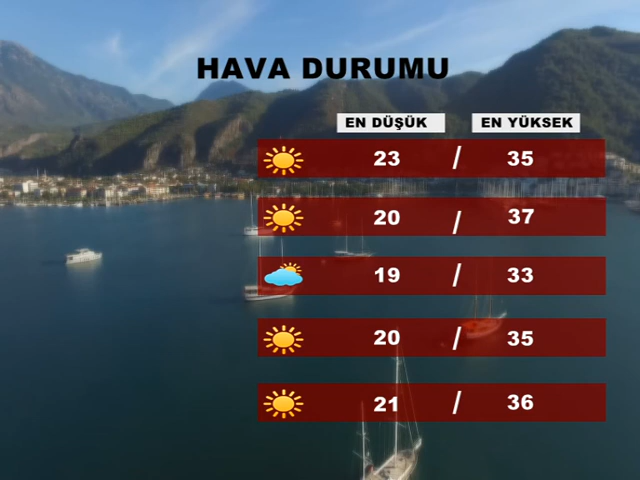 HAVA DURUMU
EN DÜŞÜK EN YÜKSEK
23 / 35
20 / 37
19 / 33
20 / 35
21 / 36